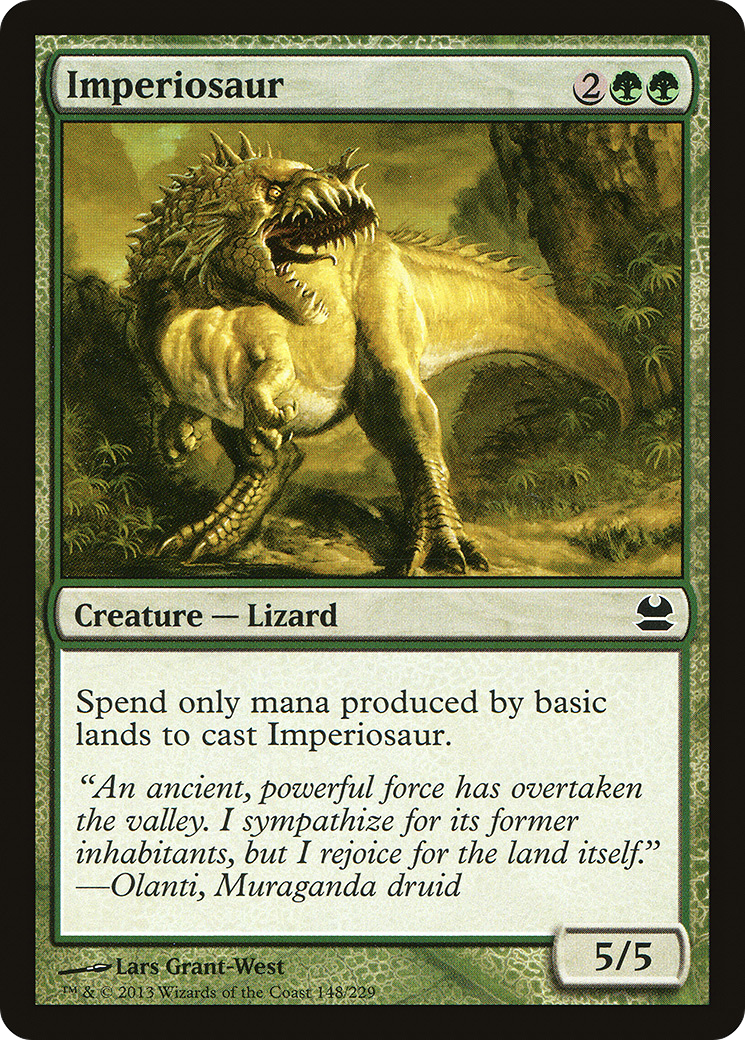 Imperiosaur 2
Creature — Lizard
Spend only mana produced by basic
lands to cast Imperiosaur.
“An ancient, powerful force has overtaken
the valley. I sympathize for its former
inhabitants, but I rejoice for the land itself.”
—Olanti, Muraganda druid
5/5
Lars Grant-West
™ & © 2013 Wizards of the Coast 148/229